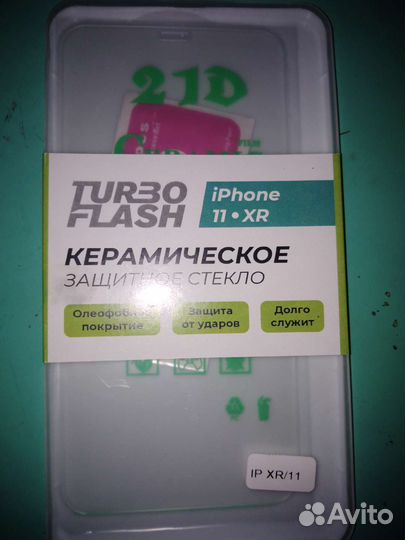 21D
TURBO
FLASH
iPhone
11 • XR
КЕРАМИЧЕСКОЕ
ЗАЩИТНОЕ СТЕКЛО
Олеофобное
покрытие
Защита
от ударов
Долго
служит
IP XR/11
Avito